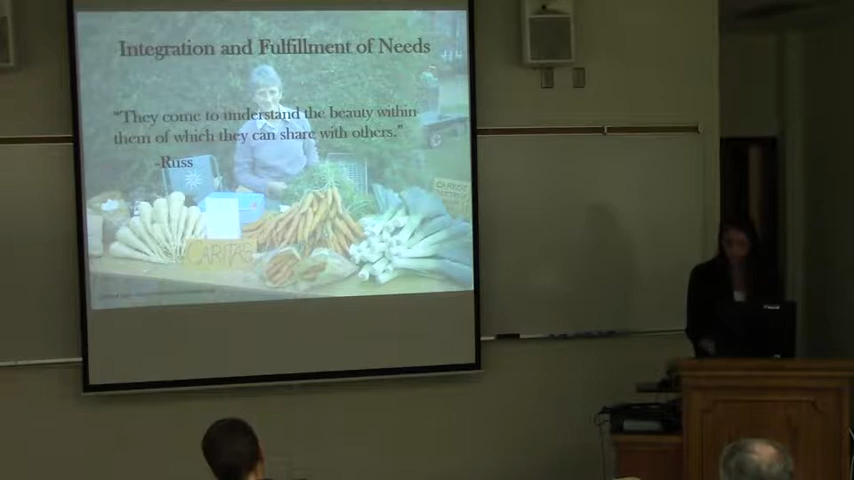 Integration and Fulfillment of Needs
"They come to understand the beauty within
them of which they can share with others."
-Russ
CARITAS